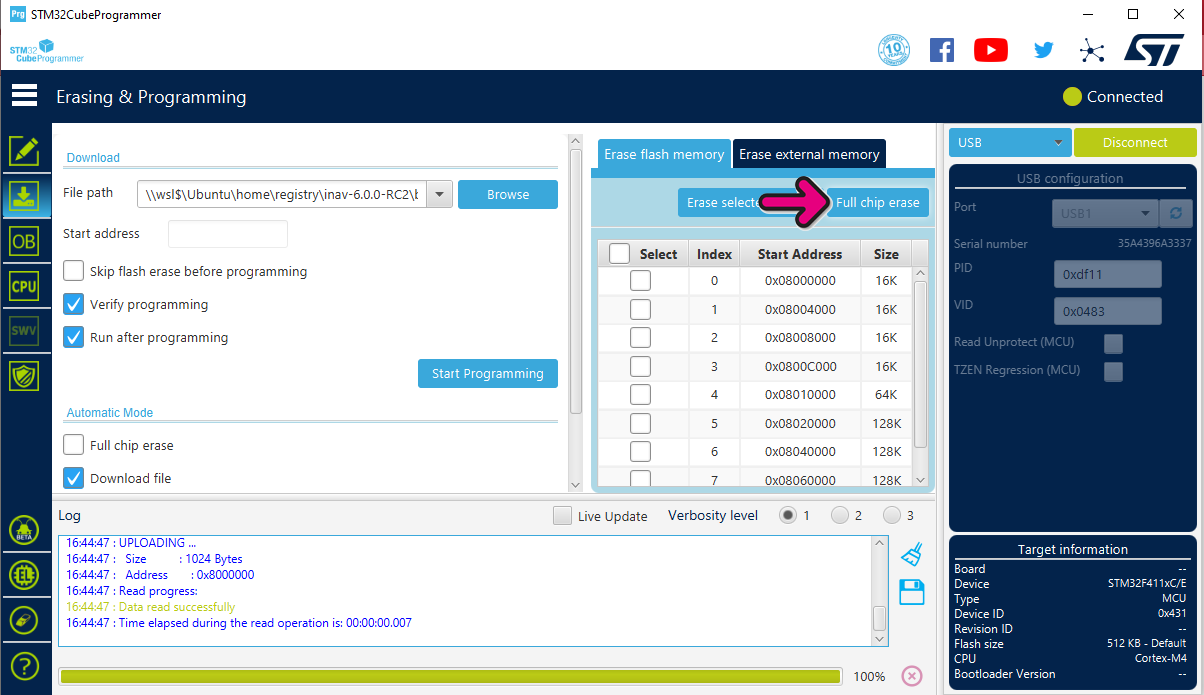 Prg STM32CubeProgrammer
STM32
CubeProgrammer
10
YEARS
ST
Erasing & Programming
Connected
Download
File path
\\wsl$\Ubuntu\home\registry\inav-6.0.0-RC2\b
Browse
Start address
Skip flash erase before programming
Verify programming
Run after programming
Start Programming
Automatic Mode
Full chip erase
Download file
OB
CPU
SWV
BETA
Erase flash memory
Erase external memory
Erase selecte
Full chip erase
Select Index Start Address Size
0 0x08000000 16K
1 0x08004000 16K
2 0x08008000 16K
3 0x0800C000 16K
4 0x08010000 64K
5 0x08020000 128K
6 0x08040000 128K
7 0x08060000 128K
USB
Disconnect
USB configuration
Port USB1
Serial number 35A4396A3337
PID 0xdf11
VID 0x0483
Read Unprotect (MCU)
TZEN Regression (MCU)
Log
Live Update
Verbosity level 1 2 3
16:44:47 : UPLOADING ...
16:44:47 : Size : 1024 Bytes
16:44:47 : Address : 0x8000000
16:44:47 : Read progress:
16:44:47 : Data read successfully
16:44:47 : Time elapsed during the read operation is: 00:00:00.007
100%
Target information
Board --
Device STM32F411xC/E
Type MCU
Device ID 0x431
Revision ID --
Flash size 512 KB - Default
CPU Cortex-M4
Bootloader Version --